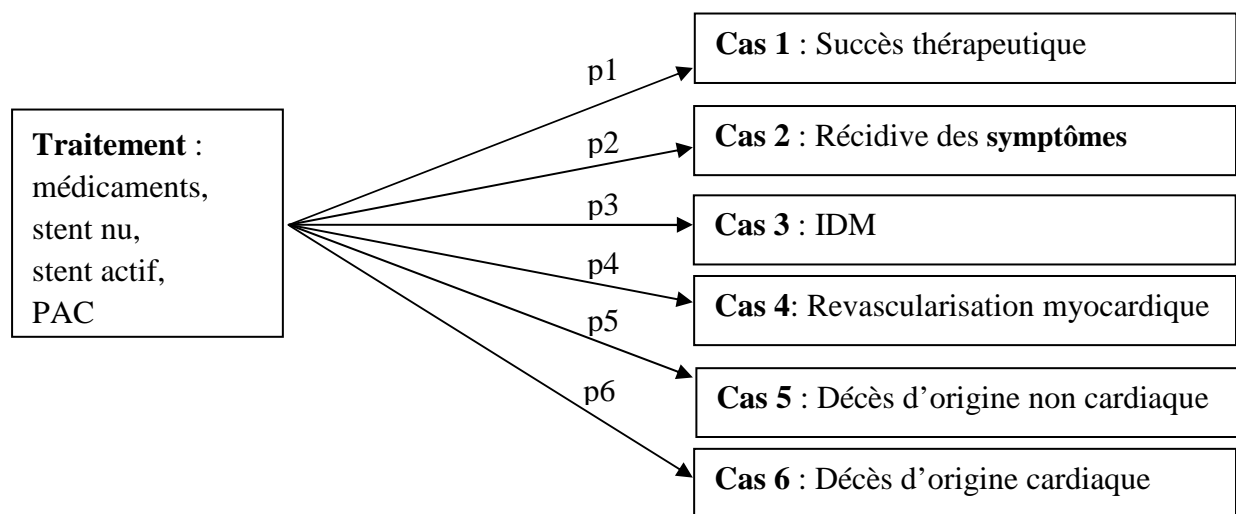 Traitement :
médicaments,
stent nu,
stent actif,
PAC
p1
p2
p3
p4
p5
p6
Cas 1 : Succès thérapeutique
Cas 2 : Récidive des symptômes
Cas 3 : IDM
Cas 4: Revascularisation myocardique
Cas 5 : Décès d’origine non cardiaque
Cas 6 : Décès d’origine cardiaque